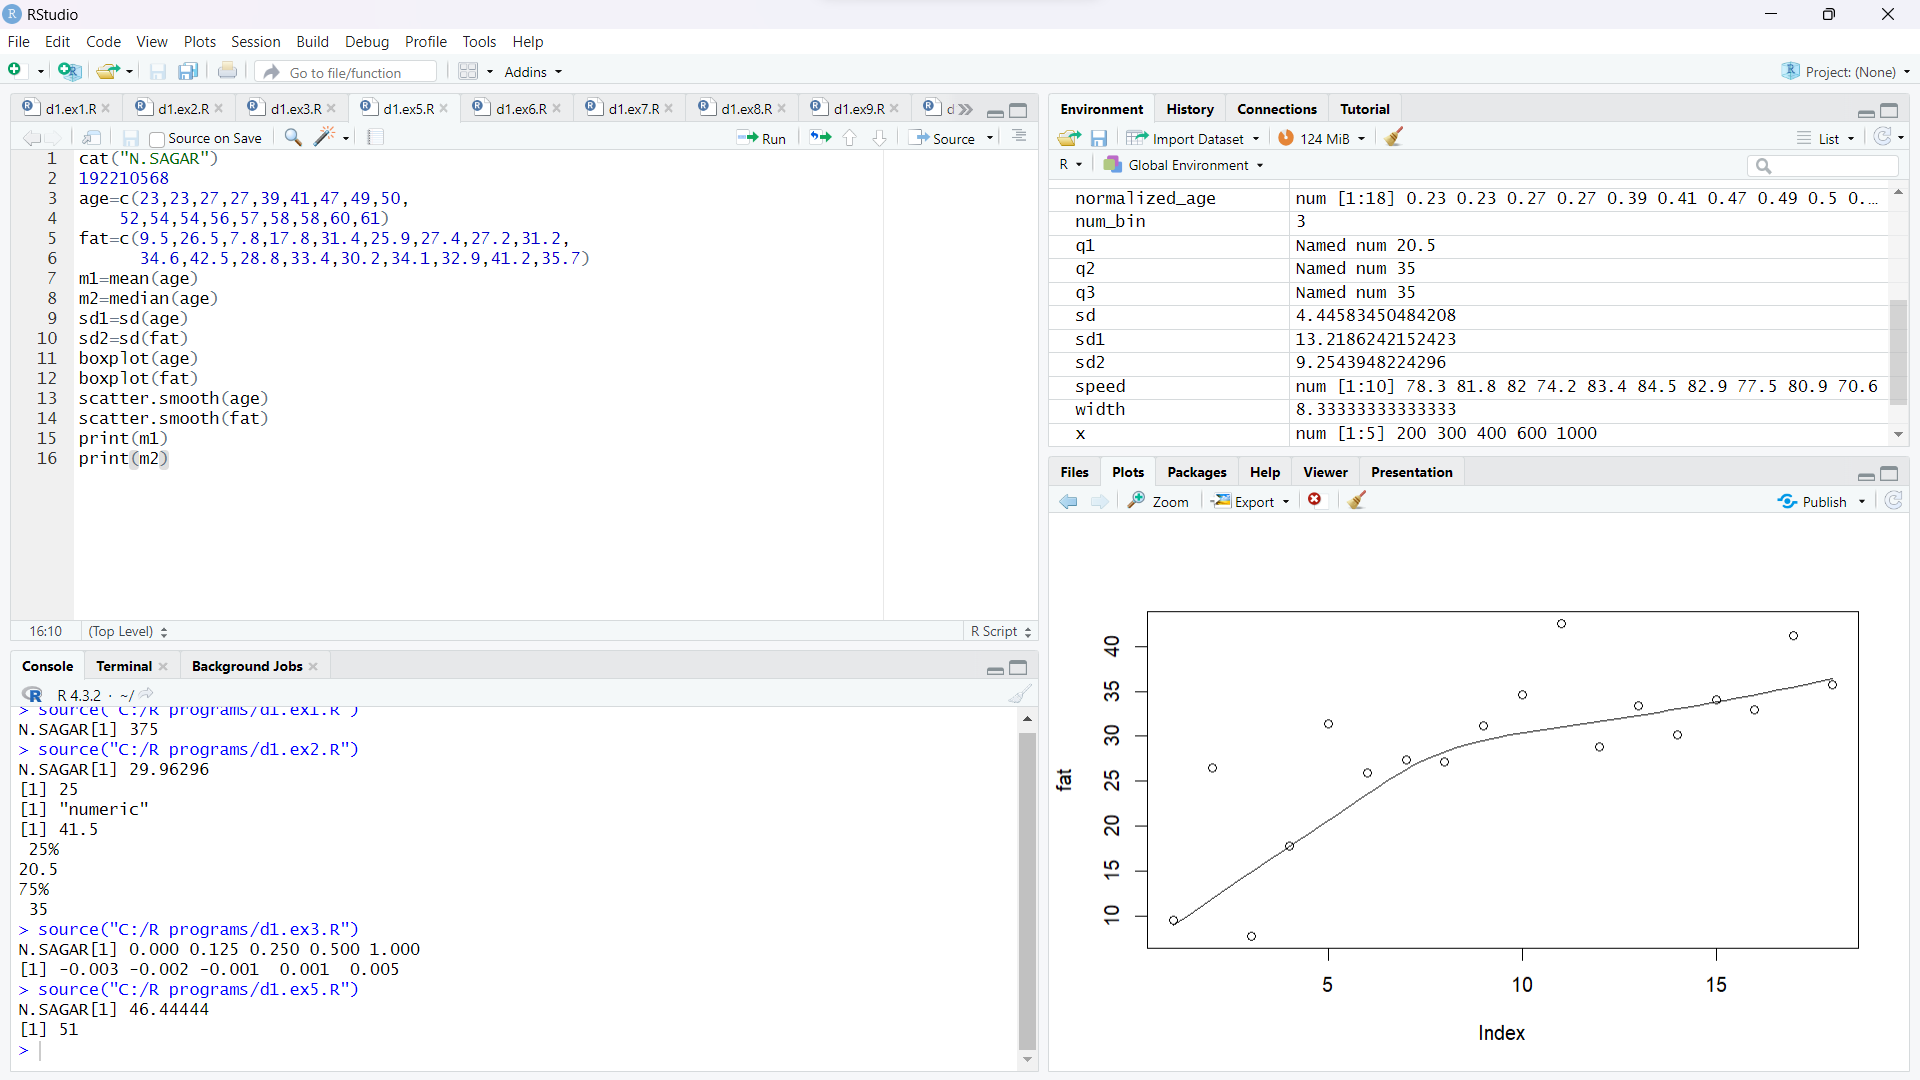 RStudio
File Edit Code View Plots Session Build Debug Profile Tools Help
Go to file/function Addins Project: (None)
d1.ex1.R d1.ex2.R d1.ex3.R d1.ex5.R d1.ex6.R d1.ex7.R d1.ex8.R d1.ex9.R d
Source on Save Run Source
1 cat("N.SAGAR")
2 192210568
3 age=c(23,23,27,27,39,41,47,49,50,
4 52,54,54,56,57,58,58,60,61)
5 fat=c(9.5,26.5,7.8,17.8,31.4,25.9,27.4,27.2,31.2,
6 34.6,42.5,28.8,33.4,30.2,34.1,32.9,41.2,35.7)
7 m1=mean(age)
8 m2=median(age)
9 sd1=sd(age)
10 sd2=sd(fat)
11 boxplot(age)
12 boxplot(fat)
13 scatter.smooth(age)
14 scatter.smooth(fat)
15 print(m1)
16 print(m2)
16:10 (Top Level) R Script
Console Terminal Background Jobs
R 4.3.2 · ~/
> source("C:/R programs/d1.ex1.R")
N.SAGAR[1] 375
> source("C:/R programs/d1.ex2.R")
N.SAGAR[1] 29.96296
[1] 25
[1] "numeric"
[1] 41.5
25%
20.5
75%
35
> source("C:/R programs/d1.ex3.R")
N.SAGAR[1] 0.000 0.125 0.250 0.500 1.000
[1] -0.003 -0.002 -0.001 0.001 0.005
> source("C:/R programs/d1.ex5.R")
N.SAGAR[1] 46.44444
[1] 51
>
Environment History Connections Tutorial
Import Dataset 124 MiB List
R Global Environment
normalized_age num [1:18] 0.23 0.23 0.27 0.27 0.39 0.41 0.47 0.49 0.5 0.…
num_bin 3
q1 Named num 20.5
q2 Named num 35
q3 Named num 35
sd 4.44583450484208
sd1 13.2186242152423
sd2 9.2543948224296
speed num [1:10] 78.3 81.8 82 74.2 83.4 84.5 82.9 77.5 80.9 70.6
width 8.33333333333333
x num [1:5] 200 300 400 600 1000
Files Plots Packages Help Viewer Presentation
Zoom Export Publish
40
35
30
25
20
15
10
fat
5 10 15
Index